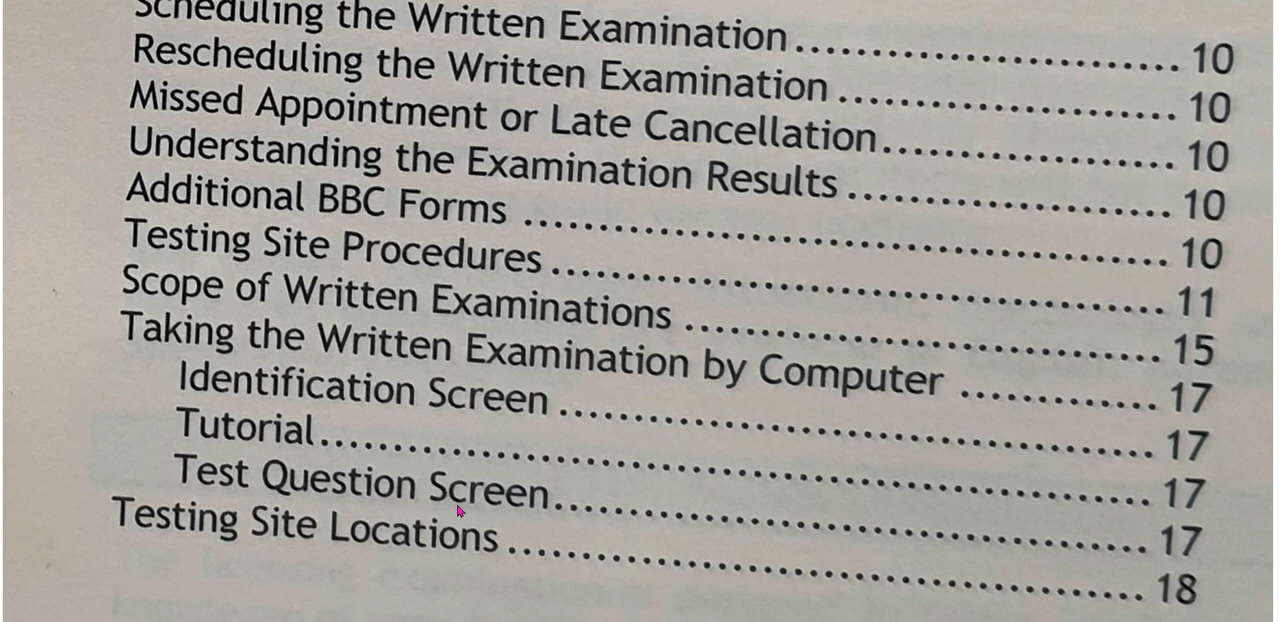 Scheduling the Written Examination.......................... 10
Rescheduling the Written Examination ....................... 10
Missed Appointment or Late Cancellation.................... 10
Understanding the Examination Results ...................... 10
Additional BBC Forms ........................................... 10
Testing Site Procedures ......................................... 11
Scope of Written Examinations ................................ 15
Taking the Written Examination by Computer ............. 17
Identification Screen ....................................... 17
Tutorial....................................................... 17
Test Question Screen....................................... 17
Testing Site Locations ........................................... 18